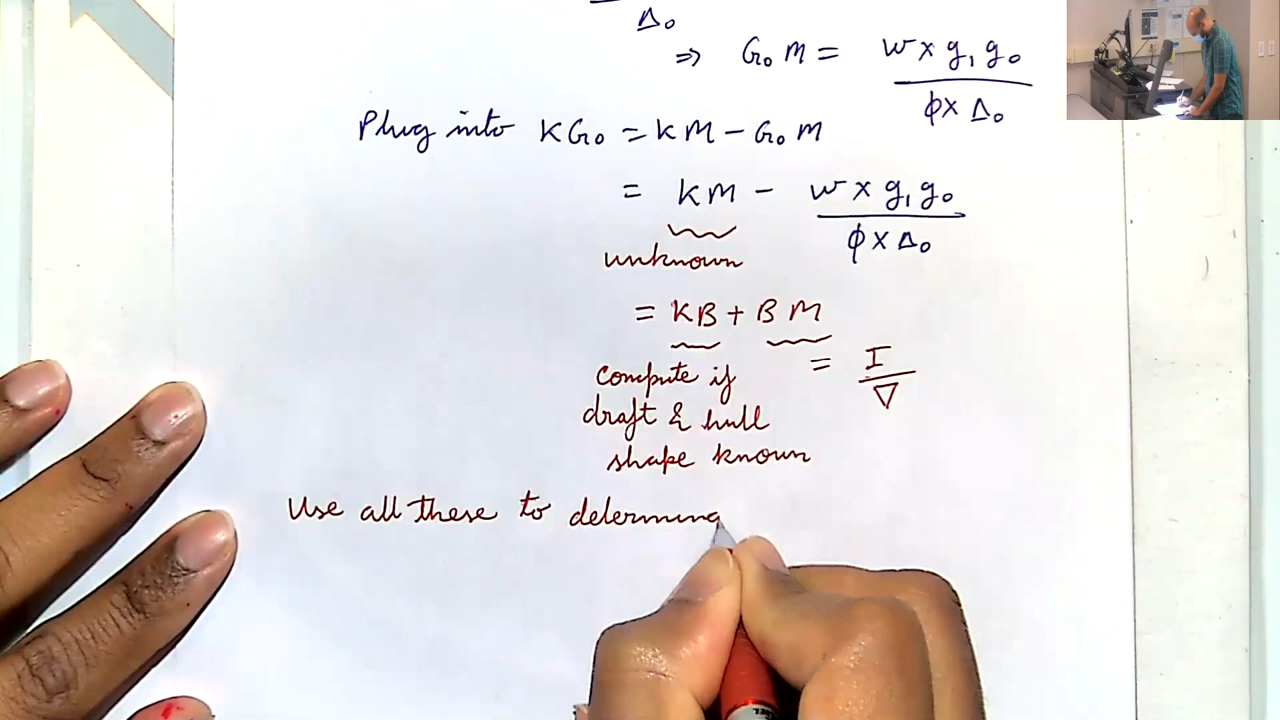 Δ₀
⇒ G₀M = w × g₁g₀ / ϕ × Δ₀
Plug into KG₀ = KM − G₀M
= KM − w × g₁g₀ / ϕ × Δ₀
unknown
= KB + BM
= I / ∇
compute if
draft & hull
shape known
Use all these to determin